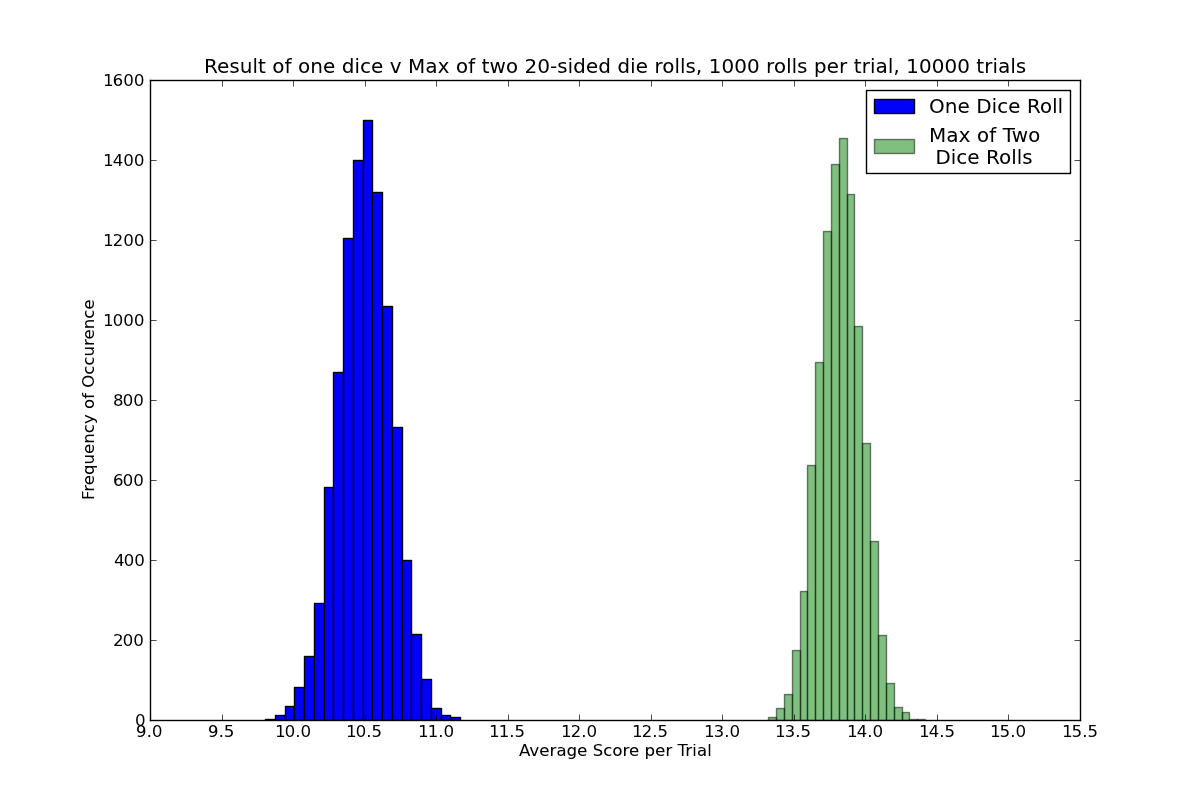 Result of one dice v Max of two 20-sided die rolls, 1000 rolls per trial, 10000 trials
One Dice Roll
Max of Two
Dice Rolls
Frequency of Occurence
1600
1400
1200
1000
800
600
400
200
0
9.0 9.5 10.0 10.5 11.0 11.5 12.0 12.5 13.0 13.5 14.0 14.5 15.0 15.5
Average Score per Trial